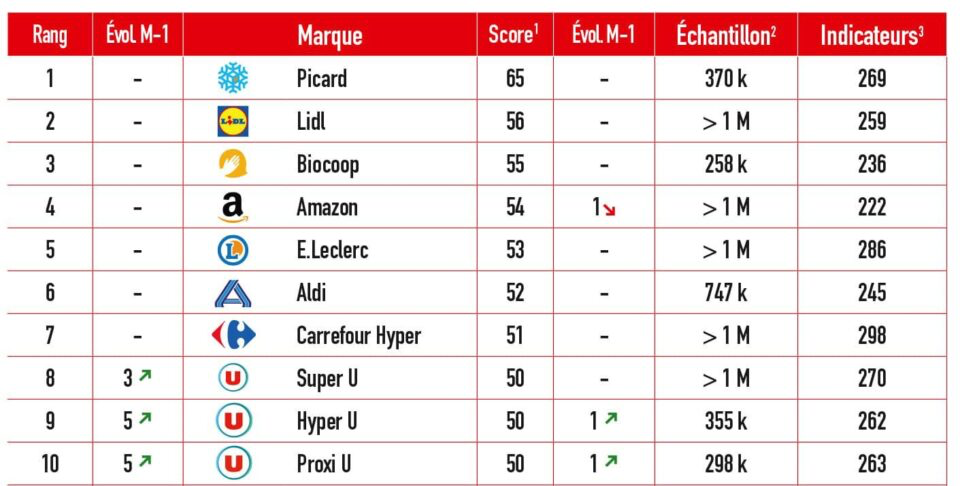 Rang Évol. M-1 Marque Score¹ Évol. M-1 Échantillon² Indicateurs³
1 - Picard 65 - 370 k 269
2 - LIDL Lidl 56 - > 1 M 259
3 - Biocoop 55 - 258 k 236
4 - a Amazon 54 1 ↘ > 1 M 222
5 - L E.Leclerc 53 - > 1 M 286
6 - Aldi 52 - 747 k 245
7 - Carrefour Hyper 51 - > 1 M 298
8 3 ↗ U Super U 50 - > 1 M 270
9 5 ↗ U Hyper U 50 1 ↗ 355 k 262
10 5 ↗ U Proxi U 50 1 ↗ 298 k 263